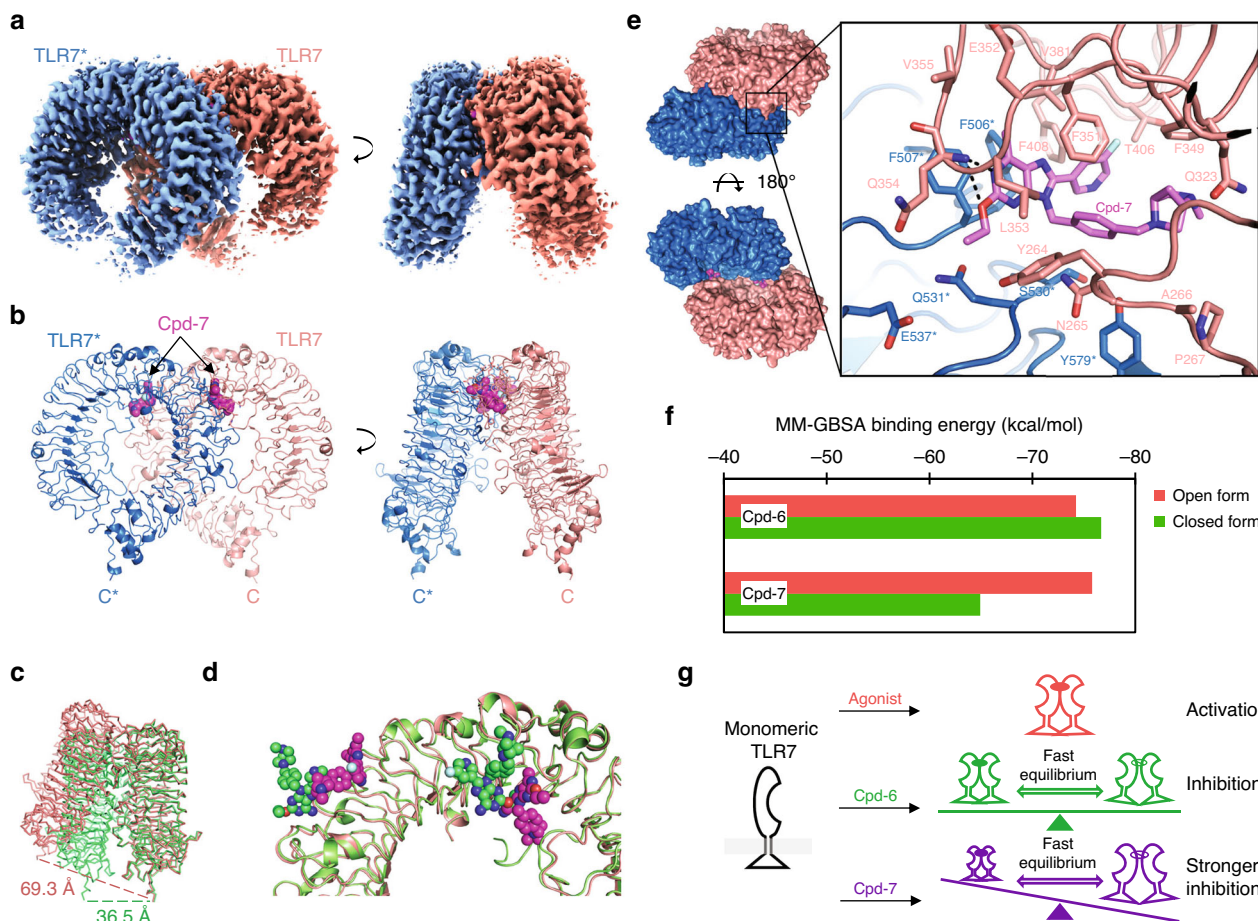 a
TLR7*
TLR7
b
Cpd-7
TLR7*
TLR7
C*
C
C*
C
c
69.3 Å
36.5 Å
d
e
180°
E352
V381
V355
F506*
F351
F507*
F408
T406
F349
Q354
Q323
Cpd-7
L353
Y264
Q531*
S530*
A266
N265
E537*
Y579*
P267
f
MM-GBSA binding energy (kcal/mol)
–40 –50 –60 –70 –80
Cpd-6
Cpd-7
Open form
Closed form
g
Monomeric
TLR7
Agonist
Activation
Cpd-6
Fast
equilibrium
Inhibition
Cpd-7
Fast
equilibrium
Stronger
inhibition